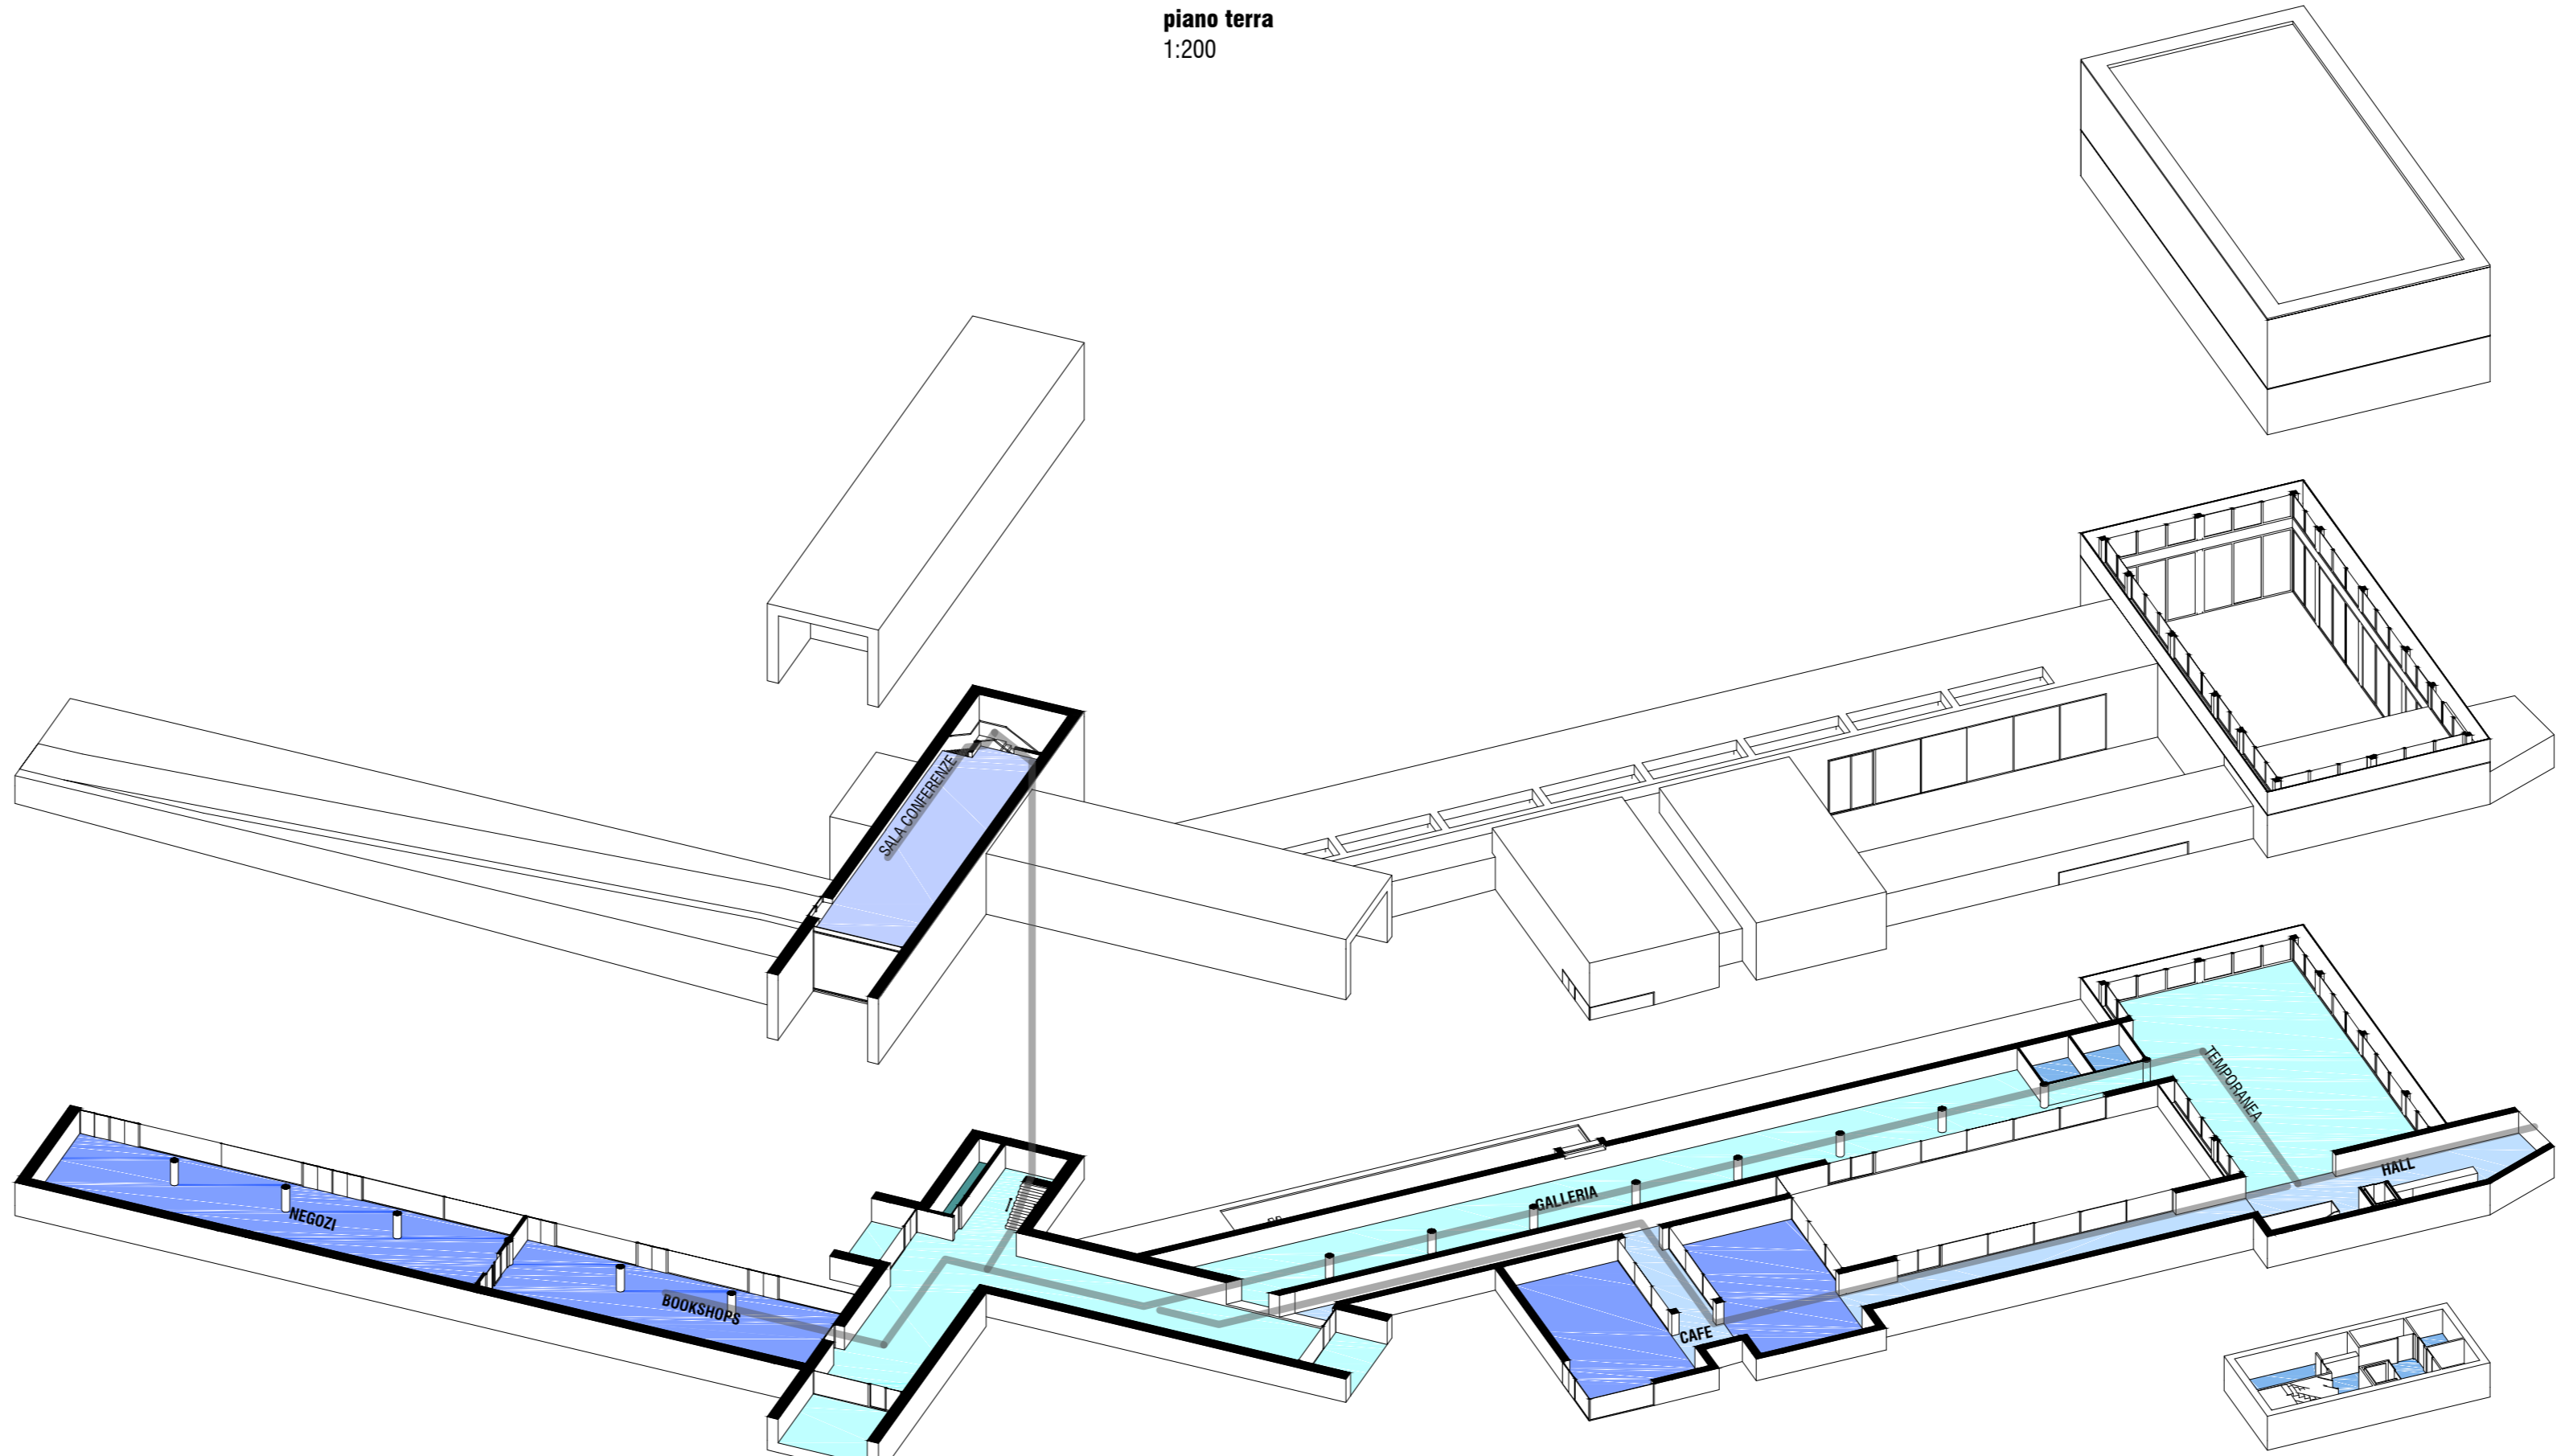 piano terra
1:200
SALA CONFERENZE
TEMPORANEA
HALL
GALLERIA
NEGOZI
BOOKSHOPS
CAFE